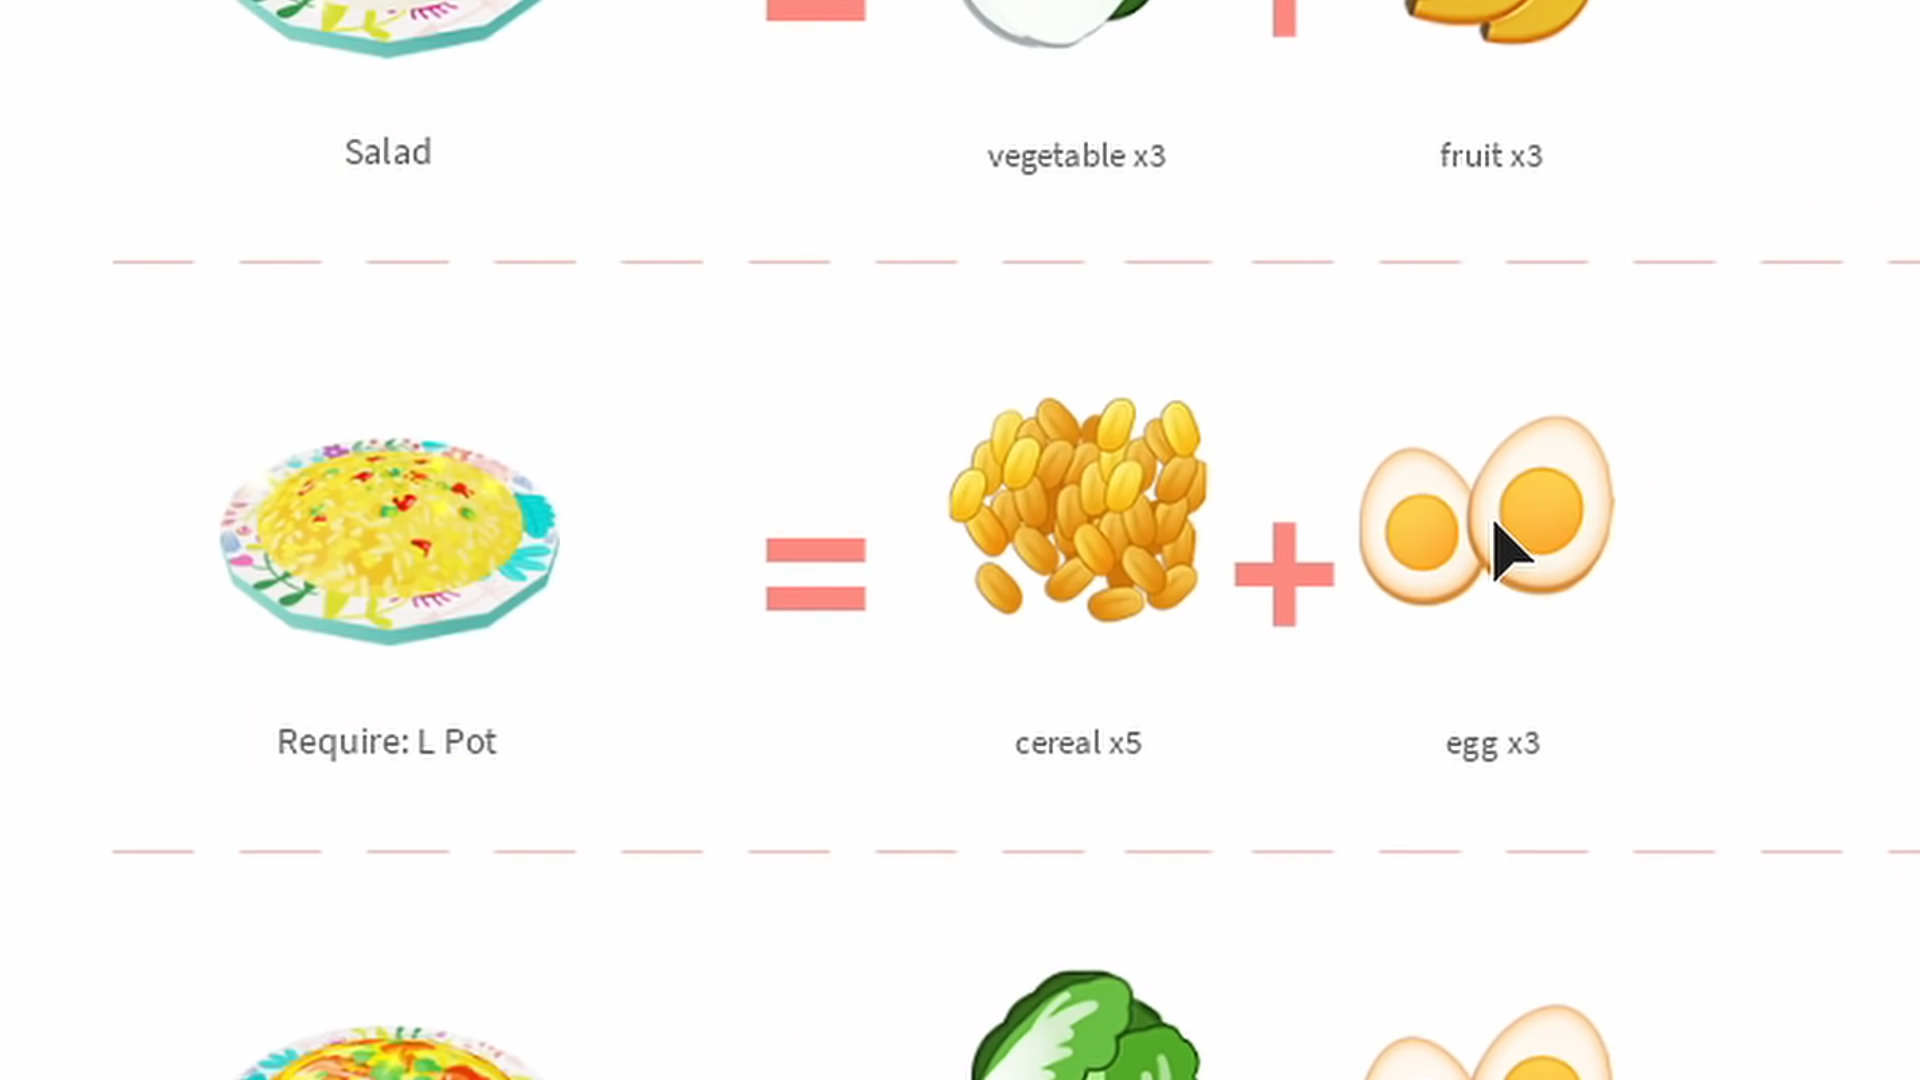 Salad
vegetable x3
fruit x3
Require: L Pot
cereal x5
egg x3